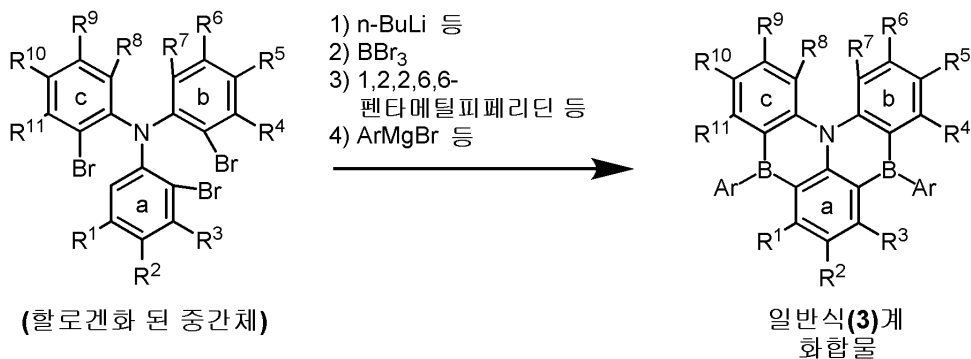 R⁹
R¹⁰
R⁸
c
R¹¹
Br
N
R⁶
R⁷
R⁵
b
R⁴
Br
Br
a
R¹
R³
R²
(할로겐화 된 중간체)
1) n-BuLi 등
2) BBr₃
3) 1,2,2,6,6-
펜타메틸피페리딘 등
4) ArMgBr 등
R⁹
R¹⁰
R⁸
c
R¹¹
N
R⁶
R⁷
R⁵
b
R⁴
B
Ar
B
Ar
a
R¹
R³
R²
일반식(3)계
화합물